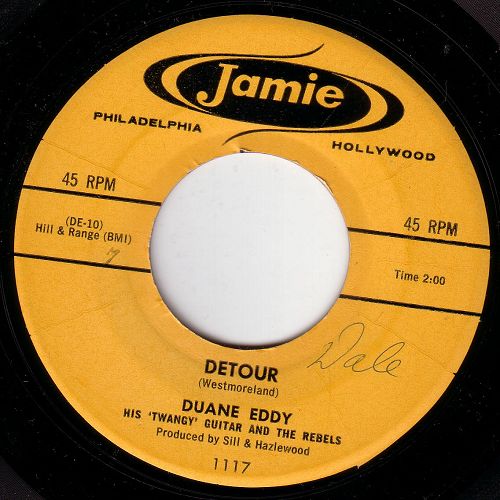 Jamie
PHILADELPHIA
HOLLYWOOD
45 RPM
45 RPM
(DE-10)
Hill & Range (BMI)
7
Time 2:00
Dale
DETOUR
(Westmoreland)
DUANE EDDY
HIS 'TWANGY' GUITAR AND THE REBELS
Produced by Sill & Hazlewood
1117